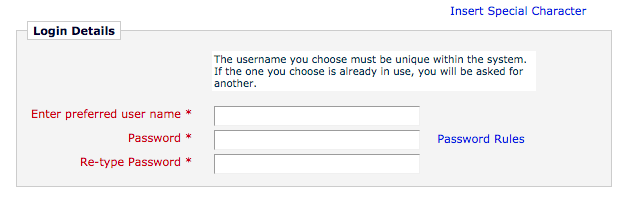 Insert Special Character
Login Details
The username you choose must be unique within the system.
If the one you choose is already in use, you will be asked for
another.
Enter preferred user name *
Password *
Password Rules
Re-type Password *